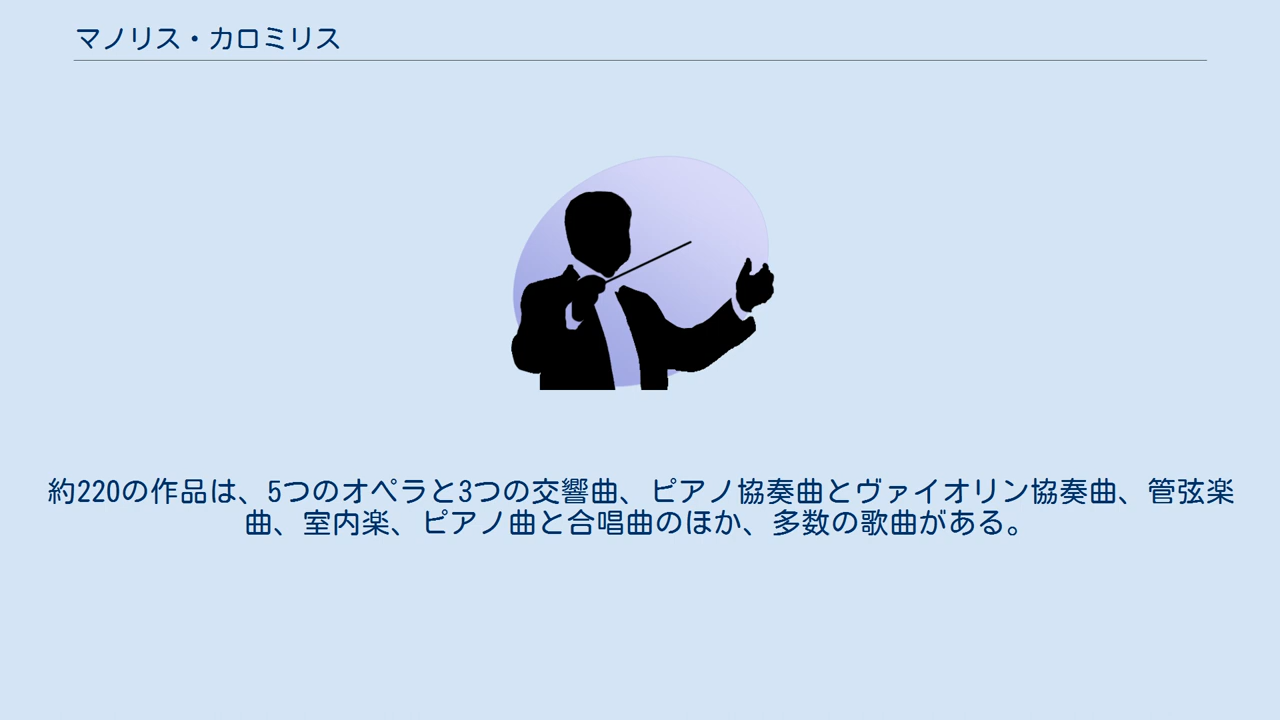 マノリス・カロミリス
約220の作品は、5つのオペラと3つの交響曲、ピアノ協奏曲とヴァイオリン協奏曲、管弦楽
曲、室内楽、ピアノ曲と合唱曲のほか、多数の歌曲がある。